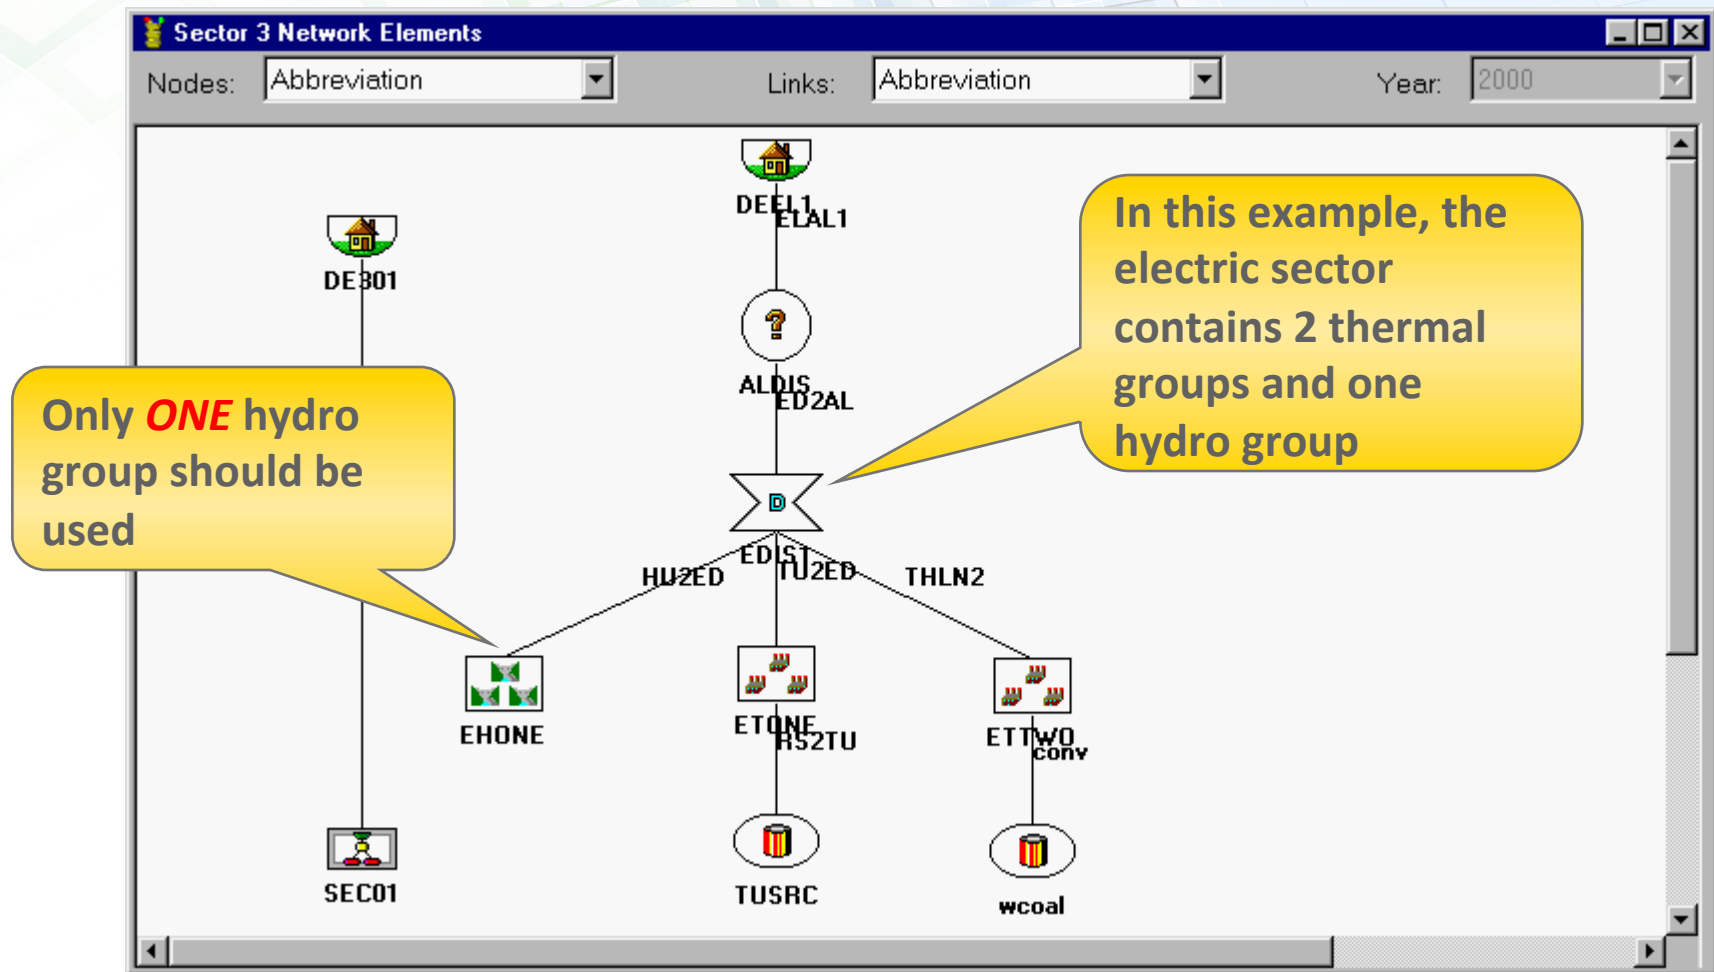 Sector 3 Network Elements
Nodes: Abbreviation Links: Abbreviation Year: 2000
DEEL1
ELAL1
DE301
In this example, the
electric sector
contains 2 thermal
groups and one
hydro group
ALDIS
ED2AL
Only ONE hydro
group should be
used
D
EDIS1
HU2ED
TU2ED
THLN2
EHONE
ETONE
RS2TU
ETTWO
conv
SEC01
TUSRC
wcoal